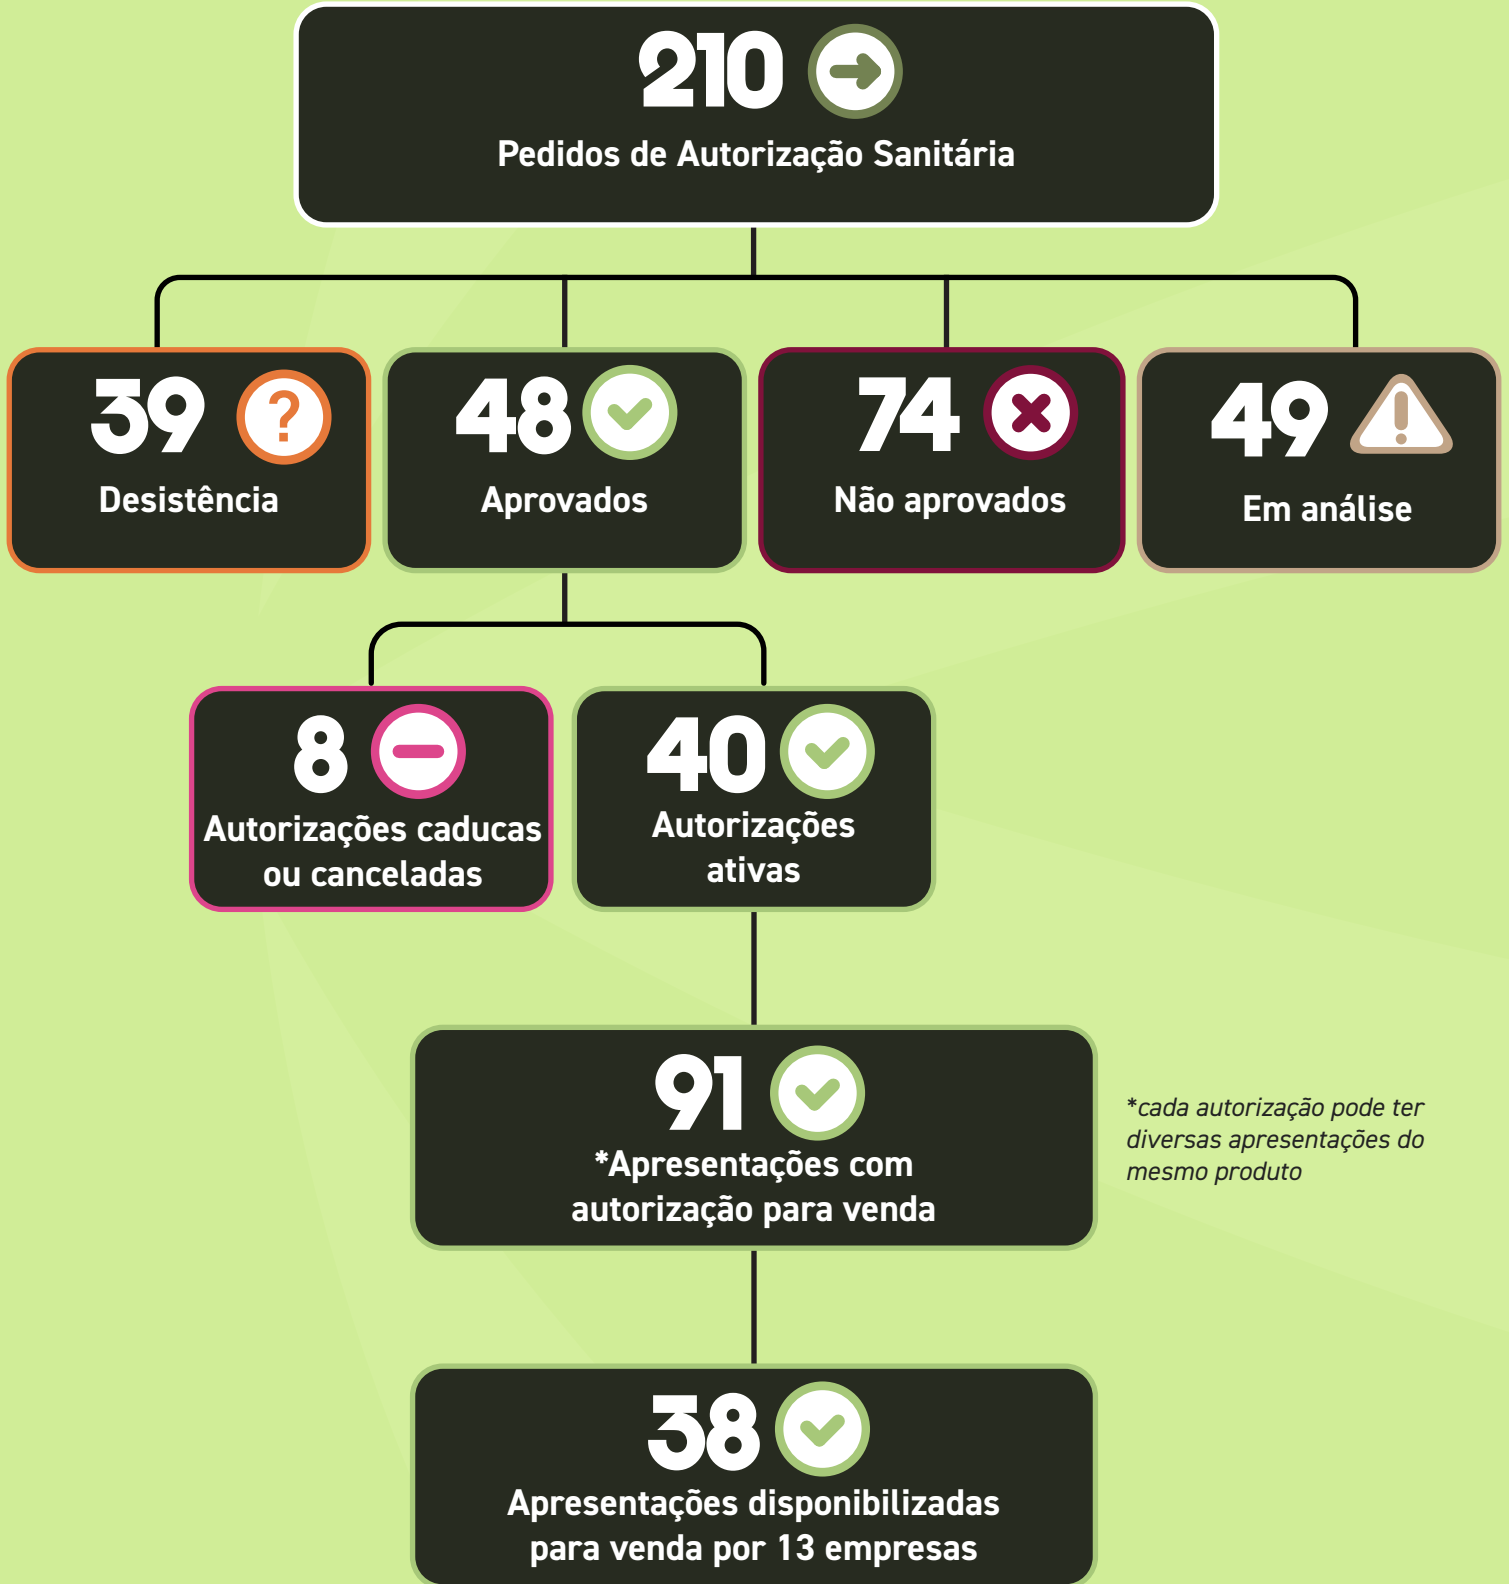 210
Pedidos de Autorização Sanitária
39
Desistência
48
Aprovados
74
Não aprovados
49
Em análise
8
Autorizações caducas
ou canceladas
40
Autorizações
ativas
91
*Apresentações com
autorização para venda
*cada autorização pode ter
diversas apresentações do
mesmo produto
38
Apresentações disponibilizadas
para venda por 13 empresas